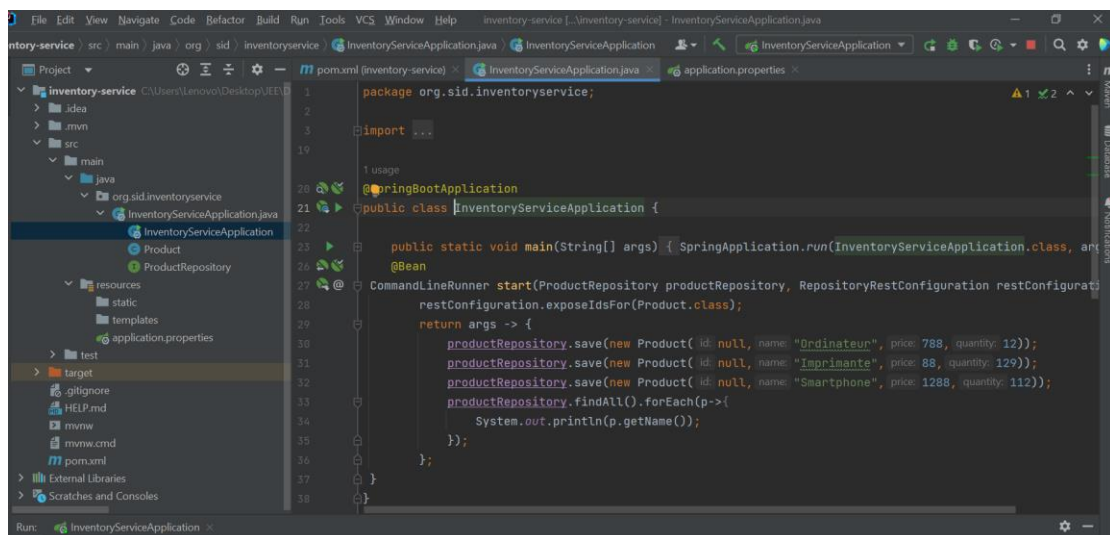 File Edit View Navigate Code Refactor Build Run Tools VCS Window Help inventory-service [...\inventory-service] - InventoryServiceApplication.java
ntory-service src main java org sid inventoryservice InventoryServiceApplication.java InventoryServiceApplication InventoryServiceApplication
Project pom.xml (inventory-service) InventoryServiceApplication.java application.properties
inventory-service C:\Users\Lenovo\Desktop\JEE\D
.idea
.mvn
src
main
java
org.sid.inventoryservice
InventoryServiceApplication.java
InventoryServiceApplication
Product
ProductRepository
resources
static
templates
application.properties
test
target
.gitignore
HELP.md
mvnw
mvnw.cmd
pom.xml
External Libraries
Scratches and Consoles
1 package org.sid.inventoryservice;
2
3 import ...
19
1 usage
20 @SpringBootApplication
21 public class InventoryServiceApplication {
22
23 public static void main(String[] args) { SpringApplication.run(InventoryServiceApplication.class, arg
26 @Bean
27 @ CommandLineRunner start(ProductRepository productRepository, RepositoryRestConfiguration restConfigurati
28 restConfiguration.exposeIdsFor(Product.class);
29 return args -> {
30 productRepository.save(new Product( id: null, name: "Ordinateur", price: 788, quantity: 12));
31 productRepository.save(new Product( id: null, name: "Imprimante", price: 88, quantity: 129));
32 productRepository.save(new Product( id: null, name: "Smartphone", price: 1288, quantity: 112));
33 productRepository.findAll().forEach(p->{
34 System.out.println(p.getName());
35 });
36 };
37 }
38 }
1 2
Maven
Database
Notifications
Run: InventoryServiceApplication